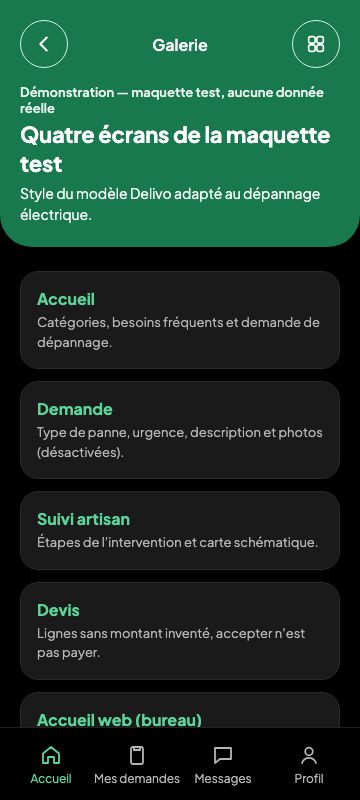 Galerie
Démonstration — maquette test, aucune donnée
réelle
Quatre écrans de la maquette
test
Style du modèle Delivo adapté au dépannage
électrique.
Accueil
Catégories, besoins fréquents et demande de
dépannage.
Demande
Type de panne, urgence, description et photos
(désactivées).
Suivi artisan
Étapes de l'intervention et carte schématique.
Devis
Lignes sans montant inventé, accepter n'est
pas payer.
Accueil web (bureau)
Accueil
Mes demandes
Messages
Profil